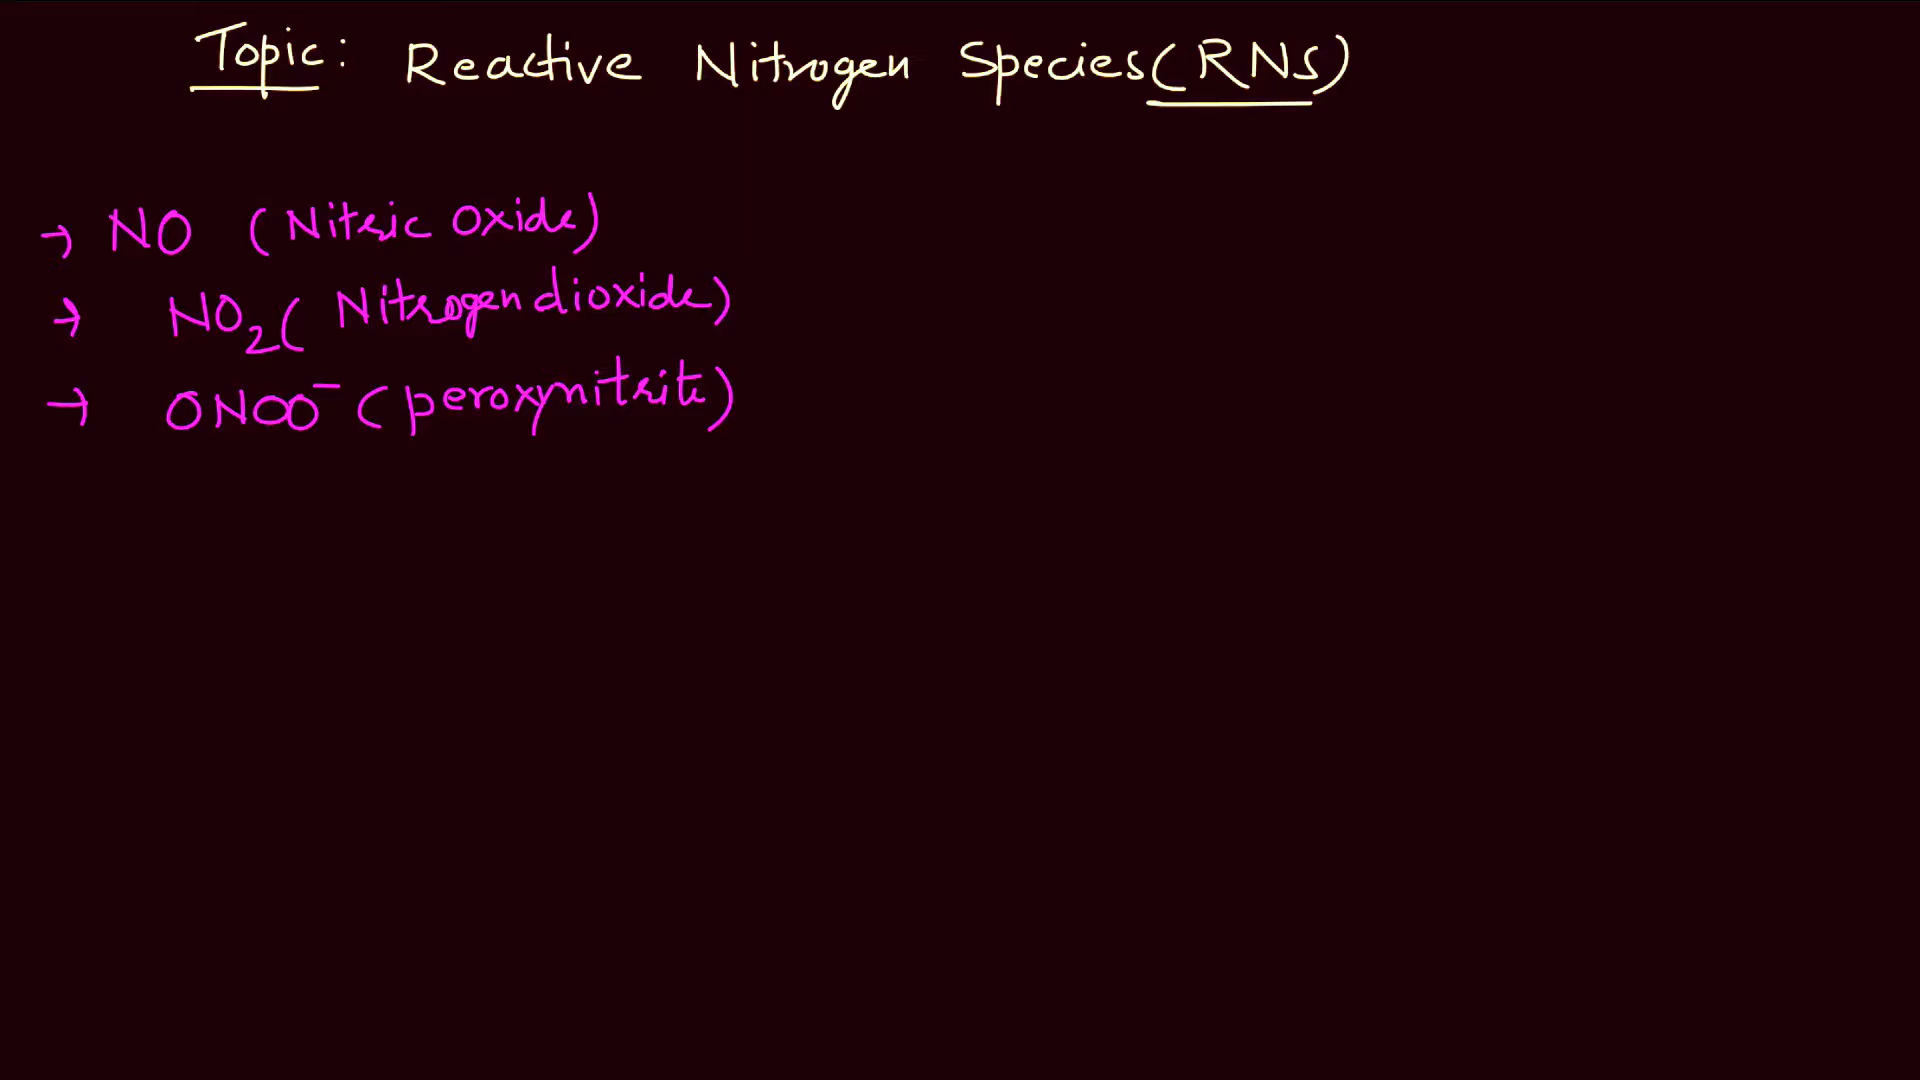 Topic: Reactive Nitrogen Species(RNS)
→ NO (Nitric Oxide)
→ NO₂ (Nitrogen dioxide)
→ ONOO⁻ (peroxynitrite)